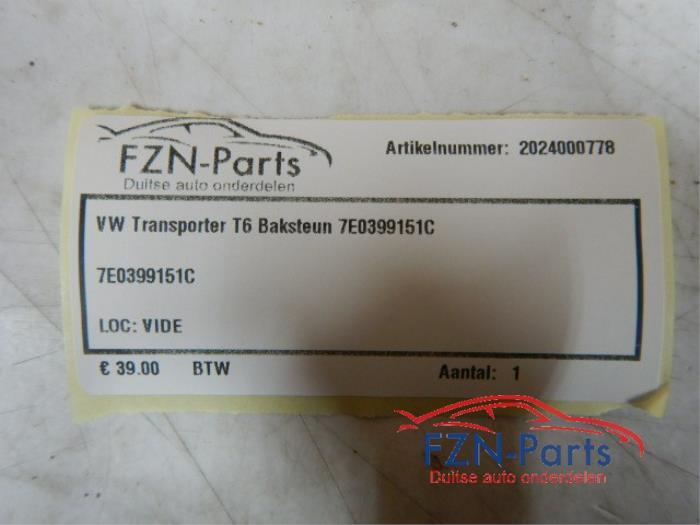 FZN-Parts
Duitse auto onderdelen
Artikelnummer: 2024000778
VW Transporter T6 Baksteun 7E0399151C
7E0399151C
LOC: VIDE
€ 39.00 BTW
Aantal: 1
FZN-Parts
Duitse auto onderdelen